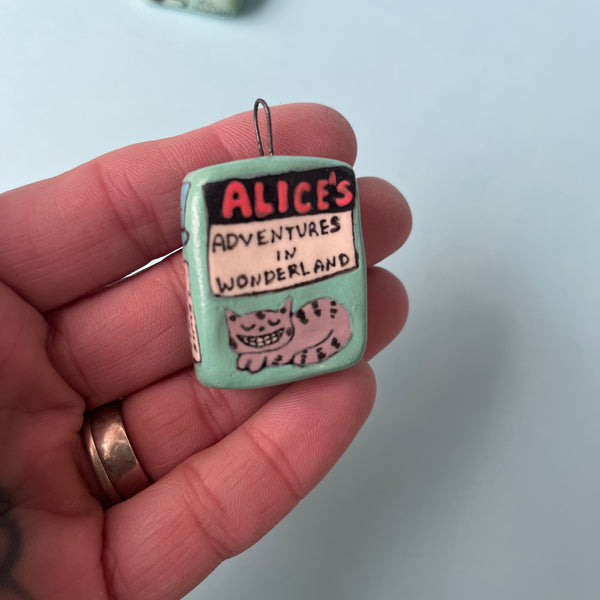 ALICE'S
ADVENTURES
IN
WONDERLAND